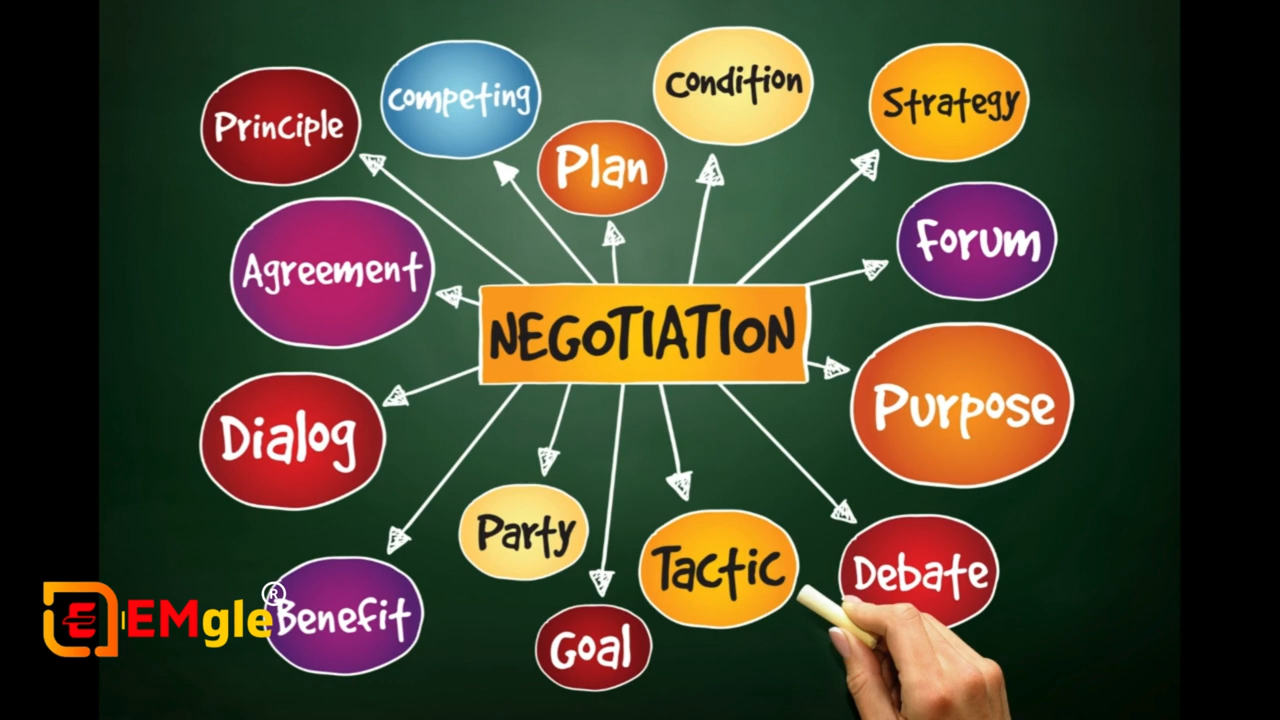 Principle
Competing
Plan
Condition
Strategy
Agreement
Forum
NEGOTIATION
Purpose
Dialog
Party
Tactic
Debate
Benefit
Goal
EMgle®